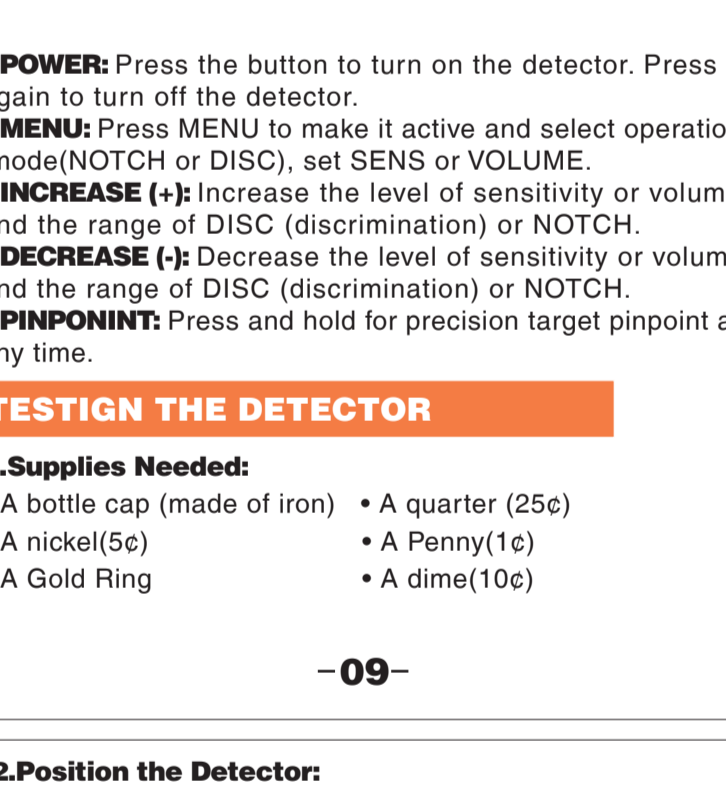 POWER: Press the button to turn on the detector. Press
gain to turn off the detector.
MENU: Press MENU to make it active and select operatio
mode(NOTCH or DISC), set SENS or VOLUME.
INCREASE (+): Increase the level of sensitivity or volum
nd the range of DISC (discrimination) or NOTCH.
DECREASE (-): Decrease the level of sensitivity or volum
nd the range of DISC (discrimination) or NOTCH.
PINPONINT: Press and hold for precision target pinpoint a
ny time.
TESTIGN THE DETECTOR
.Supplies Needed:
A bottle cap (made of iron) • A quarter (25¢)
A nickel(5¢) • A Penny(1¢)
A Gold Ring • A dime(10¢)
–09–
2.Position the Detector: